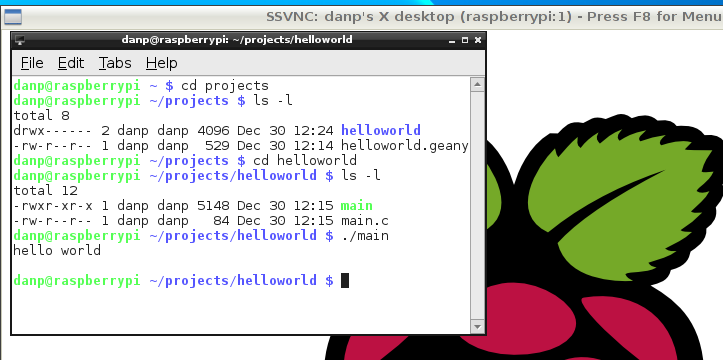 SSVNC: danp's X desktop (raspberrypi:1) - Press F8 for Menu
danp@raspberrypi: ~/projects/helloworld
File Edit Tabs Help
danp@raspberrypi ~ $ cd projects
danp@raspberrypi ~/projects $ ls -l
total 8
drwx------ 2 danp danp 4096 Dec 30 12:24 helloworld
-rw-r--r-- 1 danp danp  529 Dec 30 12:14 helloworld.geany
danp@raspberrypi ~/projects $ cd helloworld
danp@raspberrypi ~/projects/helloworld $ ls -l
total 12
-rwxr-xr-x 1 danp danp 5148 Dec 30 12:15 main
-rw-r--r-- 1 danp danp   84 Dec 30 12:15 main.c
danp@raspberrypi ~/projects/helloworld $ ./main
hello world
danp@raspberrypi ~/projects/helloworld $